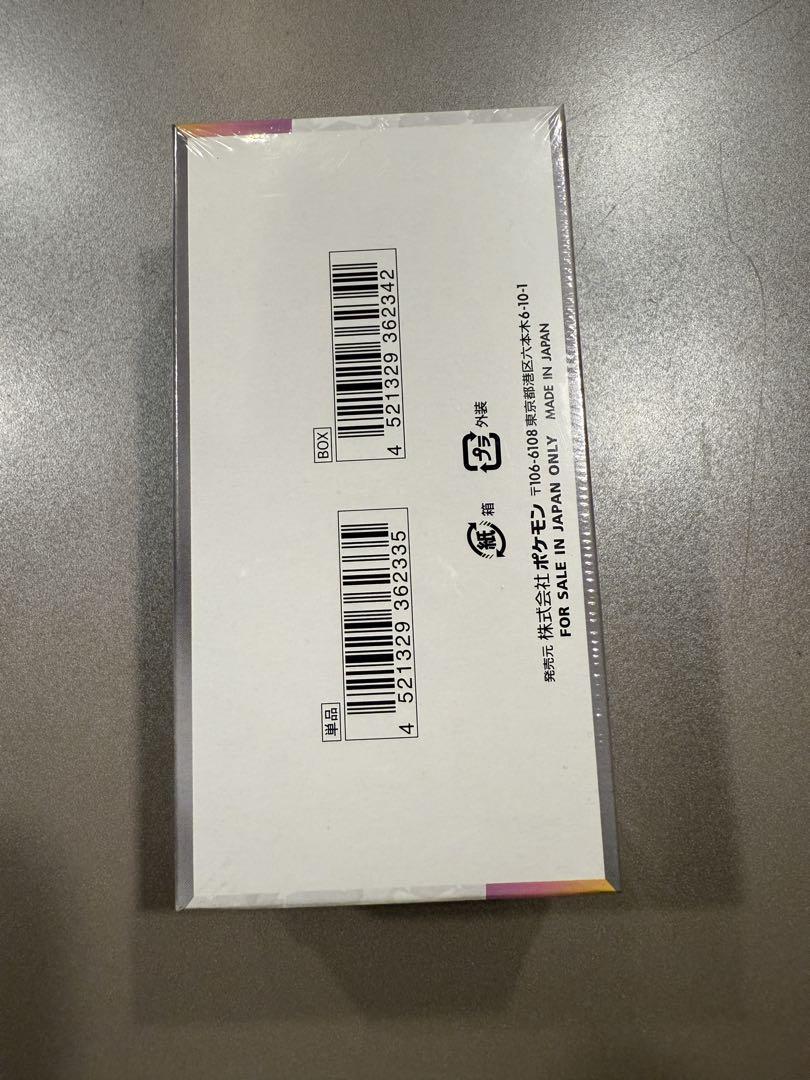 単品
4 521329 362335
BOX
4 521329 362342
紙 箱
プラ 外装
発売元 株式会社ポケモン 〒106-6108 東京都港区六本木6-10-1
FOR SALE IN JAPAN ONLY MADE IN JAPAN